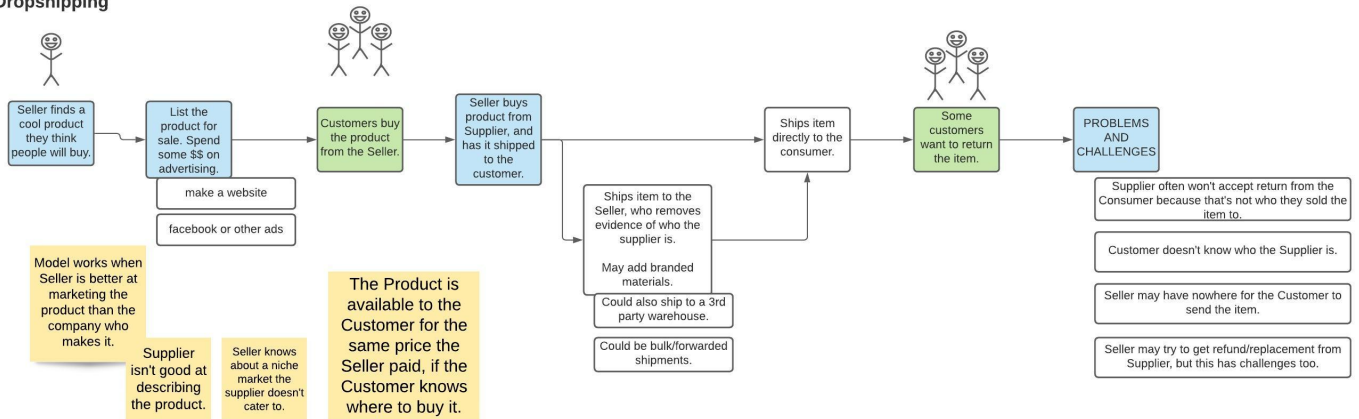 Dropshipping
Seller finds a
cool product
they think
people will buy.
List the
product for
sale. Spend
some $$ on
advertising.
make a website
facebook or other ads
Customers buy
the product
from the Seller.
Seller buys
product from
Supplier, and
has it shipped
to the
customer.
Ships item to the
Seller, who removes
evidence of who the
supplier is.
May add branded
materials.
Could also ship to a 3rd
party warehouse.
Could be bulk/forwarded
shipments.
Ships item
directly to the
consumer.
Some
customers
want to return
the item.
PROBLEMS
AND
CHALLENGES
Supplier often won't accept return from the
Consumer because that's not who they sold the
item to.
Customer doesn't know who the Supplier is.
Seller may have nowhere for the Customer to
send the item.
Seller may try to get refund/replacement from
Supplier, but this has challenges too.
Model works when
Seller is better at
marketing the
product than the
company who
makes it.
Supplier
isn't good at
describing
the product.
Seller knows
about a niche
market the
supplier doesn't
cater to.
The Product is
available to the
Customer for the
same price the
Seller paid, if the
Customer knows
where to buy it.